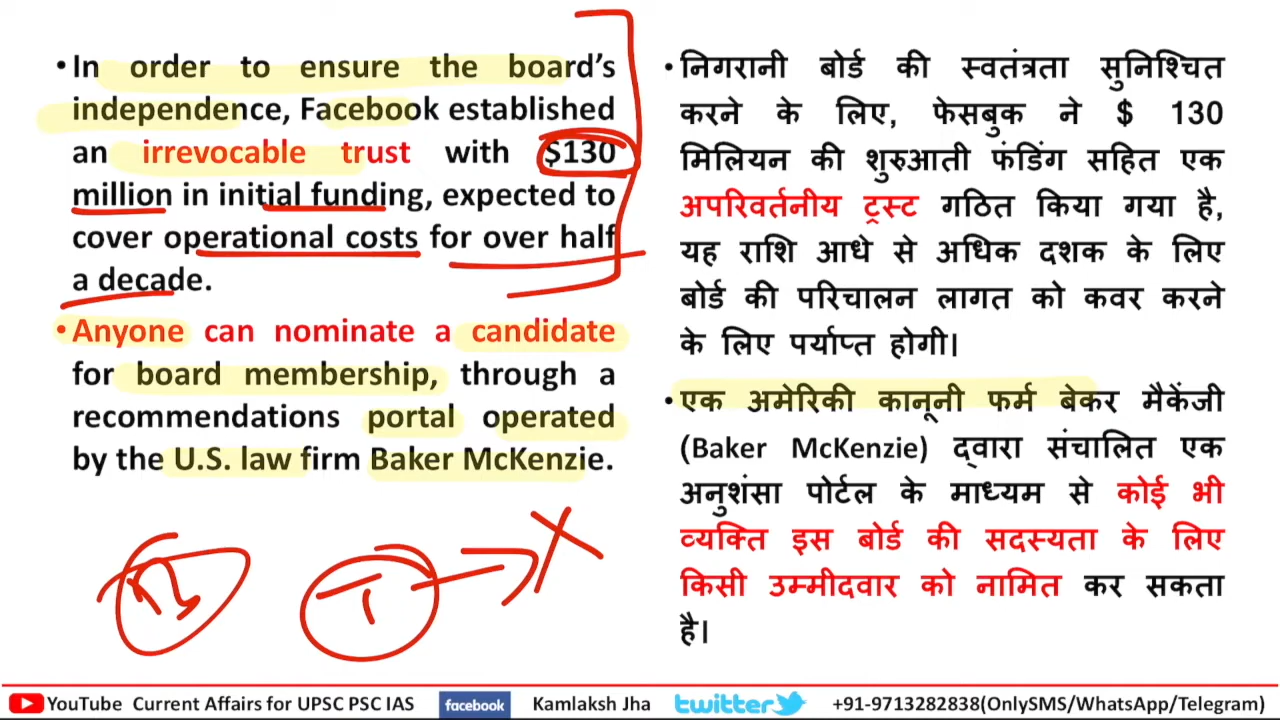 •In order to ensure the board's
independence, Facebook established
an irrevocable trust with $130
million in initial funding, expected to
cover operational costs for over half
a decade.
•Anyone can nominate a candidate
for board membership, through a
recommendations portal operated
by the U.S. law firm Baker McKenzie.
•निगरानी बोर्ड की स्वतंत्रता सुनिश्चित
करने के लिए, फेसबुक ने $ 130
मिलियन की शुरुआती फंडिंग सहित एक
अपरिवर्तनीय ट्रस्ट गठित किया गया है,
यह राशि आधे से अधिक दशक के लिए
बोर्ड की परिचालन लागत को कवर करने
के लिए पर्याप्त होगी।
•एक अमेरिकी कानूनी फर्म बेकर मैकेंजी
(Baker McKenzie) द्वारा संचालित एक
अनुशंसा पोर्टल के माध्यम से कोई भी
व्यक्ति इस बोर्ड की सदस्यता के लिए
किसी उम्मीदवार को नामित कर सकता
है।
YouTube Current Affairs for UPSC PSC IAS facebook Kamlaksh Jha twitter +91-9713282838(OnlySMS/WhatsApp/Telegram)